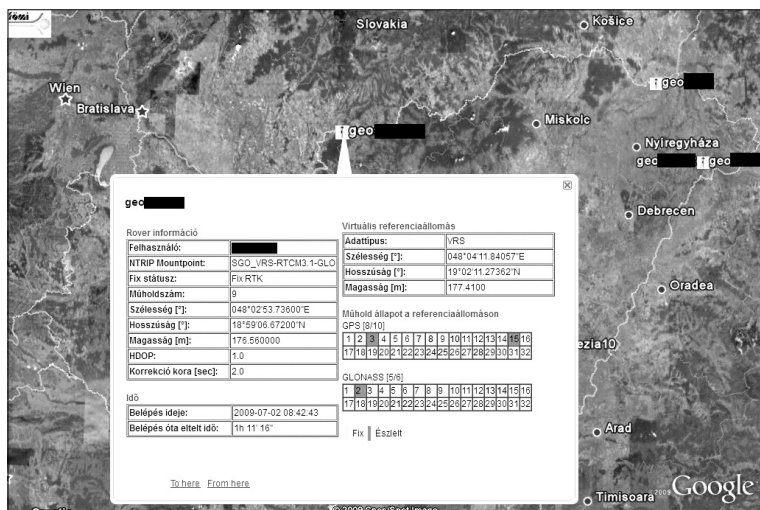 Slovakia
Košice
Wien
Bratislava
geo
geo
Miskolc
Nyíregyháza
geo
geo
Debrecen
Oradea
Arad
Timisoara
2009 Google
geo
Rover információ
Felhasználó:
NTRIP Mountpoint: SGO_VRS-RTCM3.1-GLO
Fix státusz: Fix RTK
Műholdszám: 9
Szélesség [°]: 048°02'53.73600"E
Hosszúság [°]: 18°59'06.67200"N
Magasság [m]: 176.560000
HDOP: 1.0
Korrekció kora [sec]: 2.0
Idő
Belépés ideje: 2009-07-02 08:42:43
Belépés óta eltelt idő: 1h 11' 16"
To here From here
Virtuális referenciaállomás
Adattípus: VRS
Szélesség [°]: 048°04'11.84057"E
Hosszúság [°]: 19°02'11.27362"N
Magasság [m]: 177.4100
Műhold állapot a referenciaállomáson
GPS [8/10]
1 2 3 4 5 6 7 8 9 10 11 12 13 14 15 16
17 18 19 20 21 22 23 24 25 26 27 28 29 30 31 32
GLONASS [5/6]
1 2 3 4 5 6 7 8 9 10 11 12 13 14 15 16
17 18 19 20 21 22 23 24 25 26 27 28 29 30 31 32
Fix Észlelt